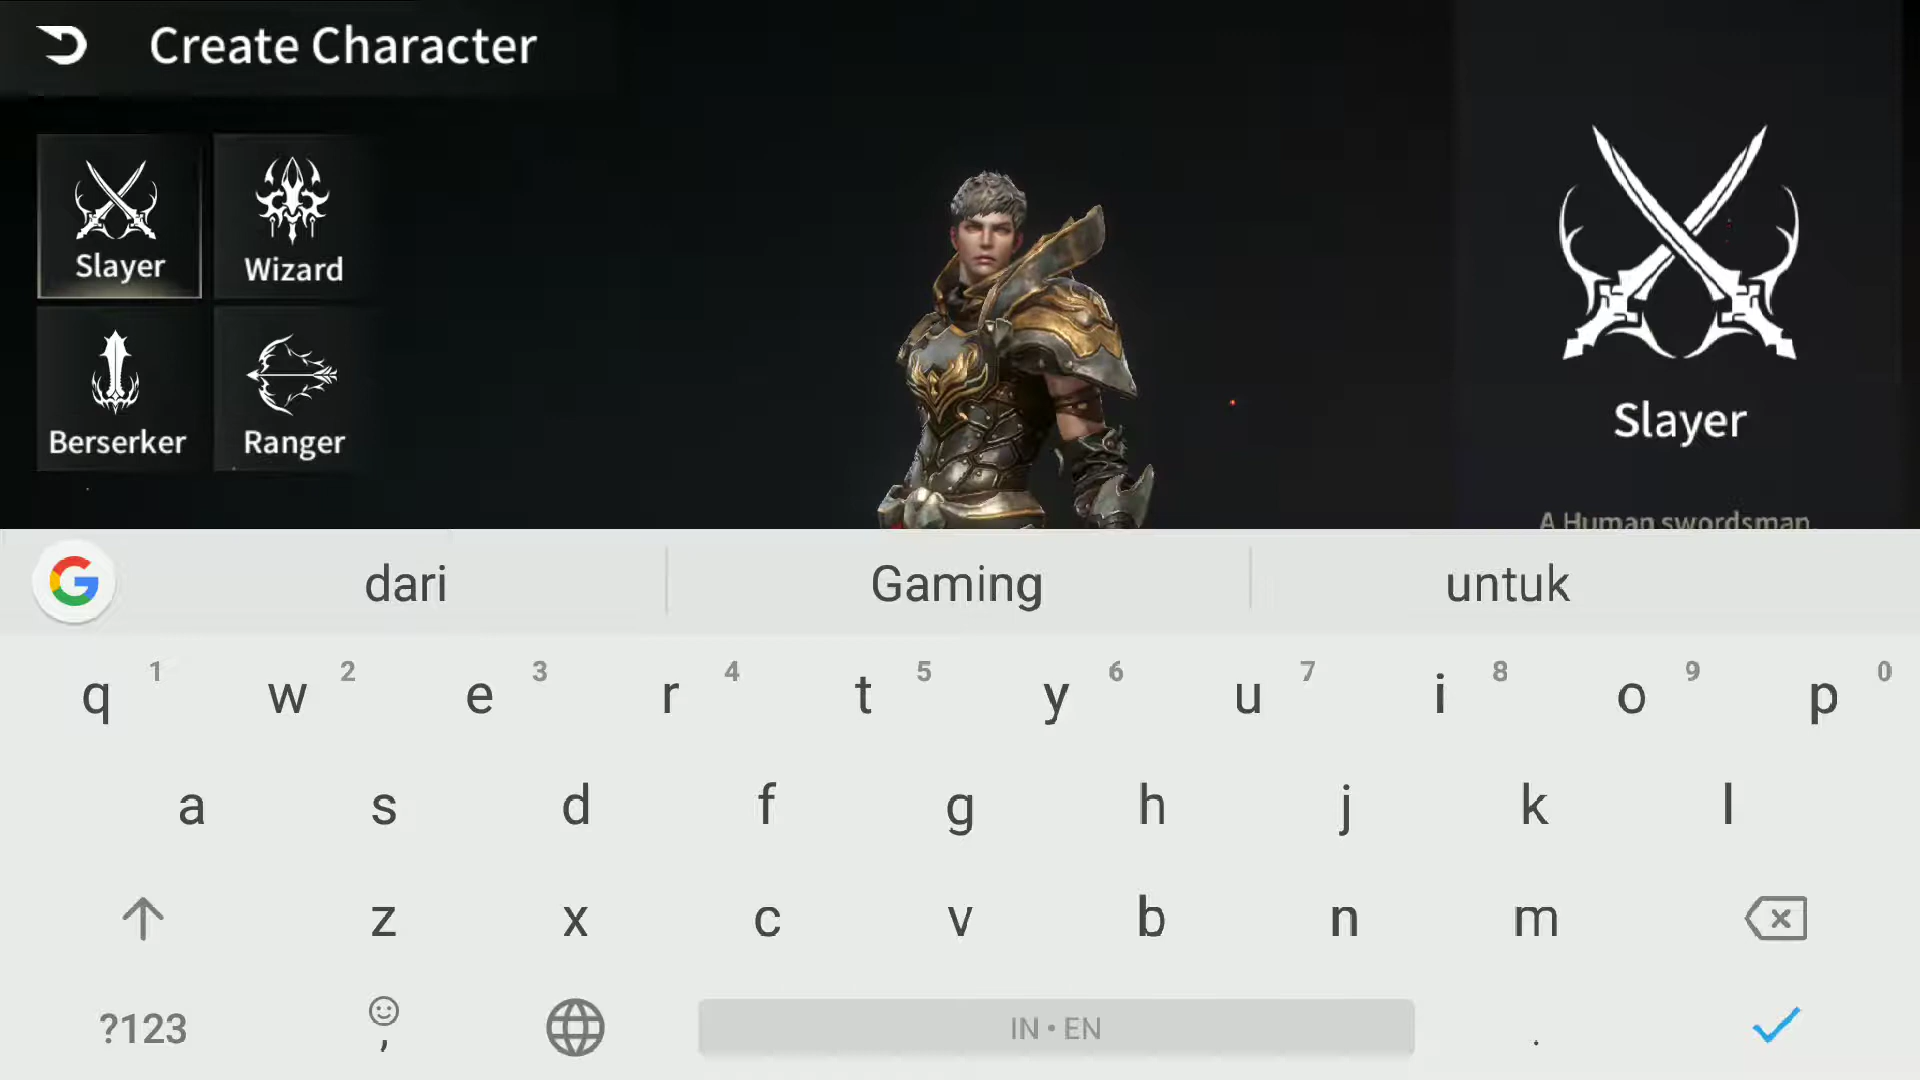 Create Character
Slayer
Wizard
Berserker
Ranger
Slayer
A Human swordsman
dari
Gaming
untuk
q 1 w 2 e 3 r 4 t 5 y 6 u 7 i 8 o 9 p 0
a s d f g h j k l
z x c v b n m
?123 , IN • EN .